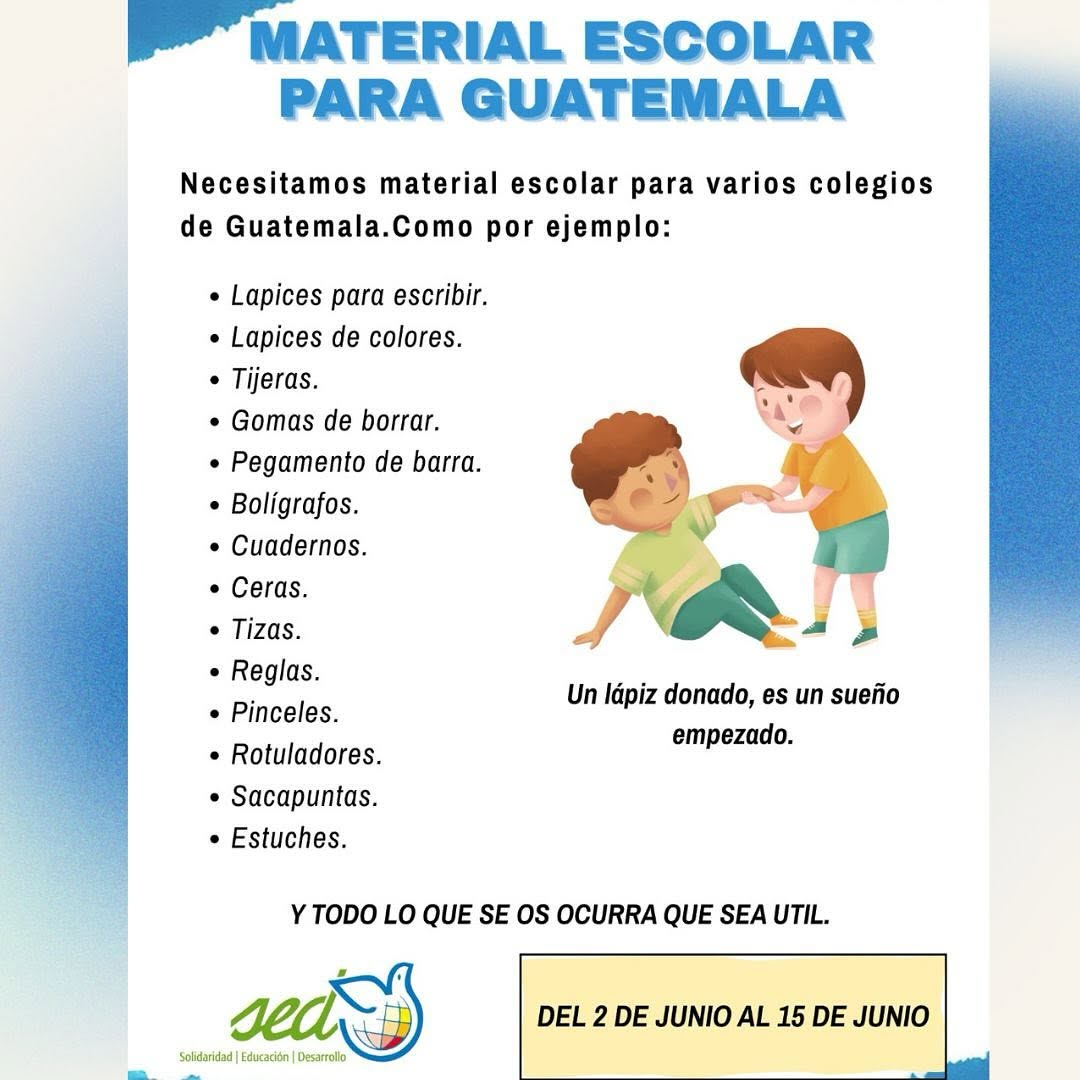 MATERIAL ESCOLAR
PARA GUATEMALA
Necesitamos material escolar para varios colegios
de Guatemala.Como por ejemplo:
• Lapices para escribir.
• Lapices de colores.
• Tijeras.
• Gomas de borrar.
• Pegamento de barra.
• Bolígrafos.
• Cuadernos.
• Ceras.
• Tizas.
• Reglas.
• Pinceles.
• Rotuladores.
• Sacapuntas.
• Estuches.
Un lápiz donado, es un sueño
empezado.
Y TODO LO QUE SE OS OCURRA QUE SEA UTIL.
sed
Solidaridad | Educación | Desarrollo
DEL 2 DE JUNIO AL 15 DE JUNIO